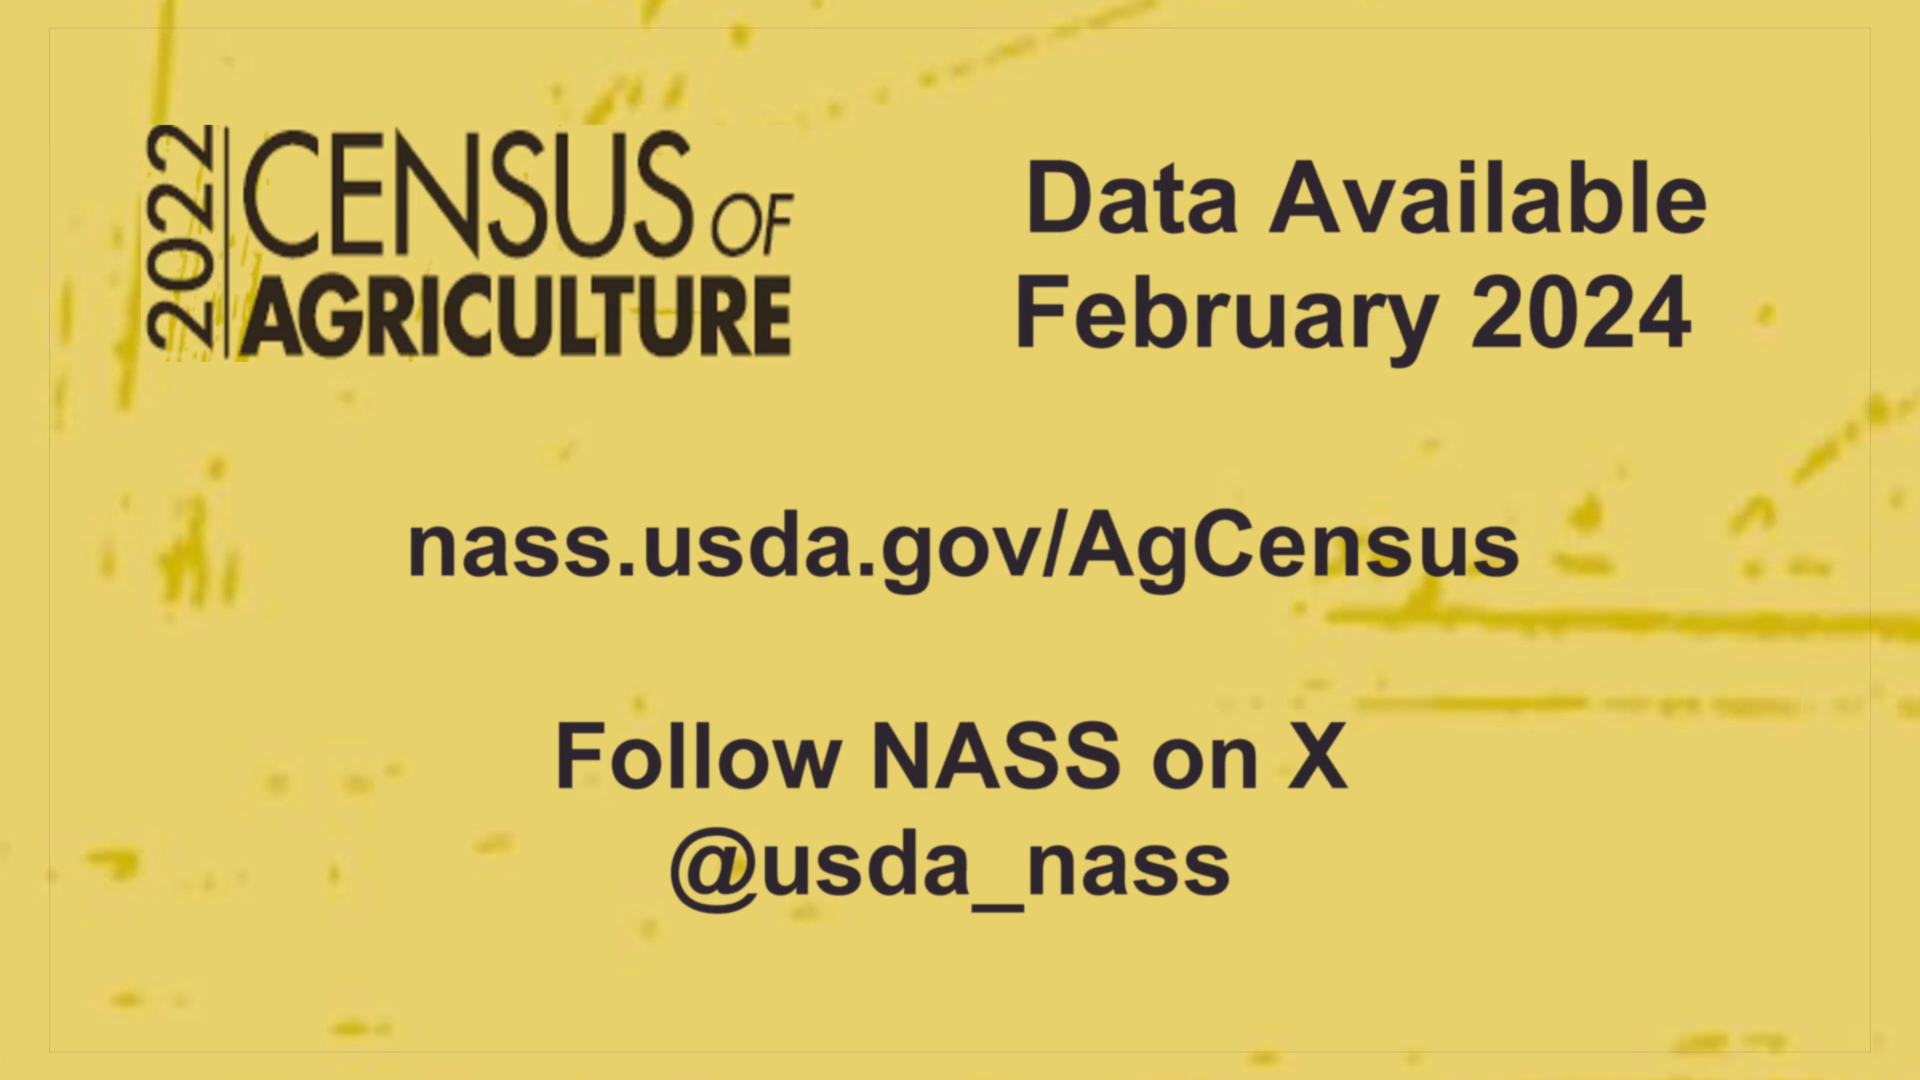 2022
CENSUS OF
AGRICULTURE
Data Available
February 2024
nass.usda.gov/AgCensus
Follow NASS on X
@usda_nass